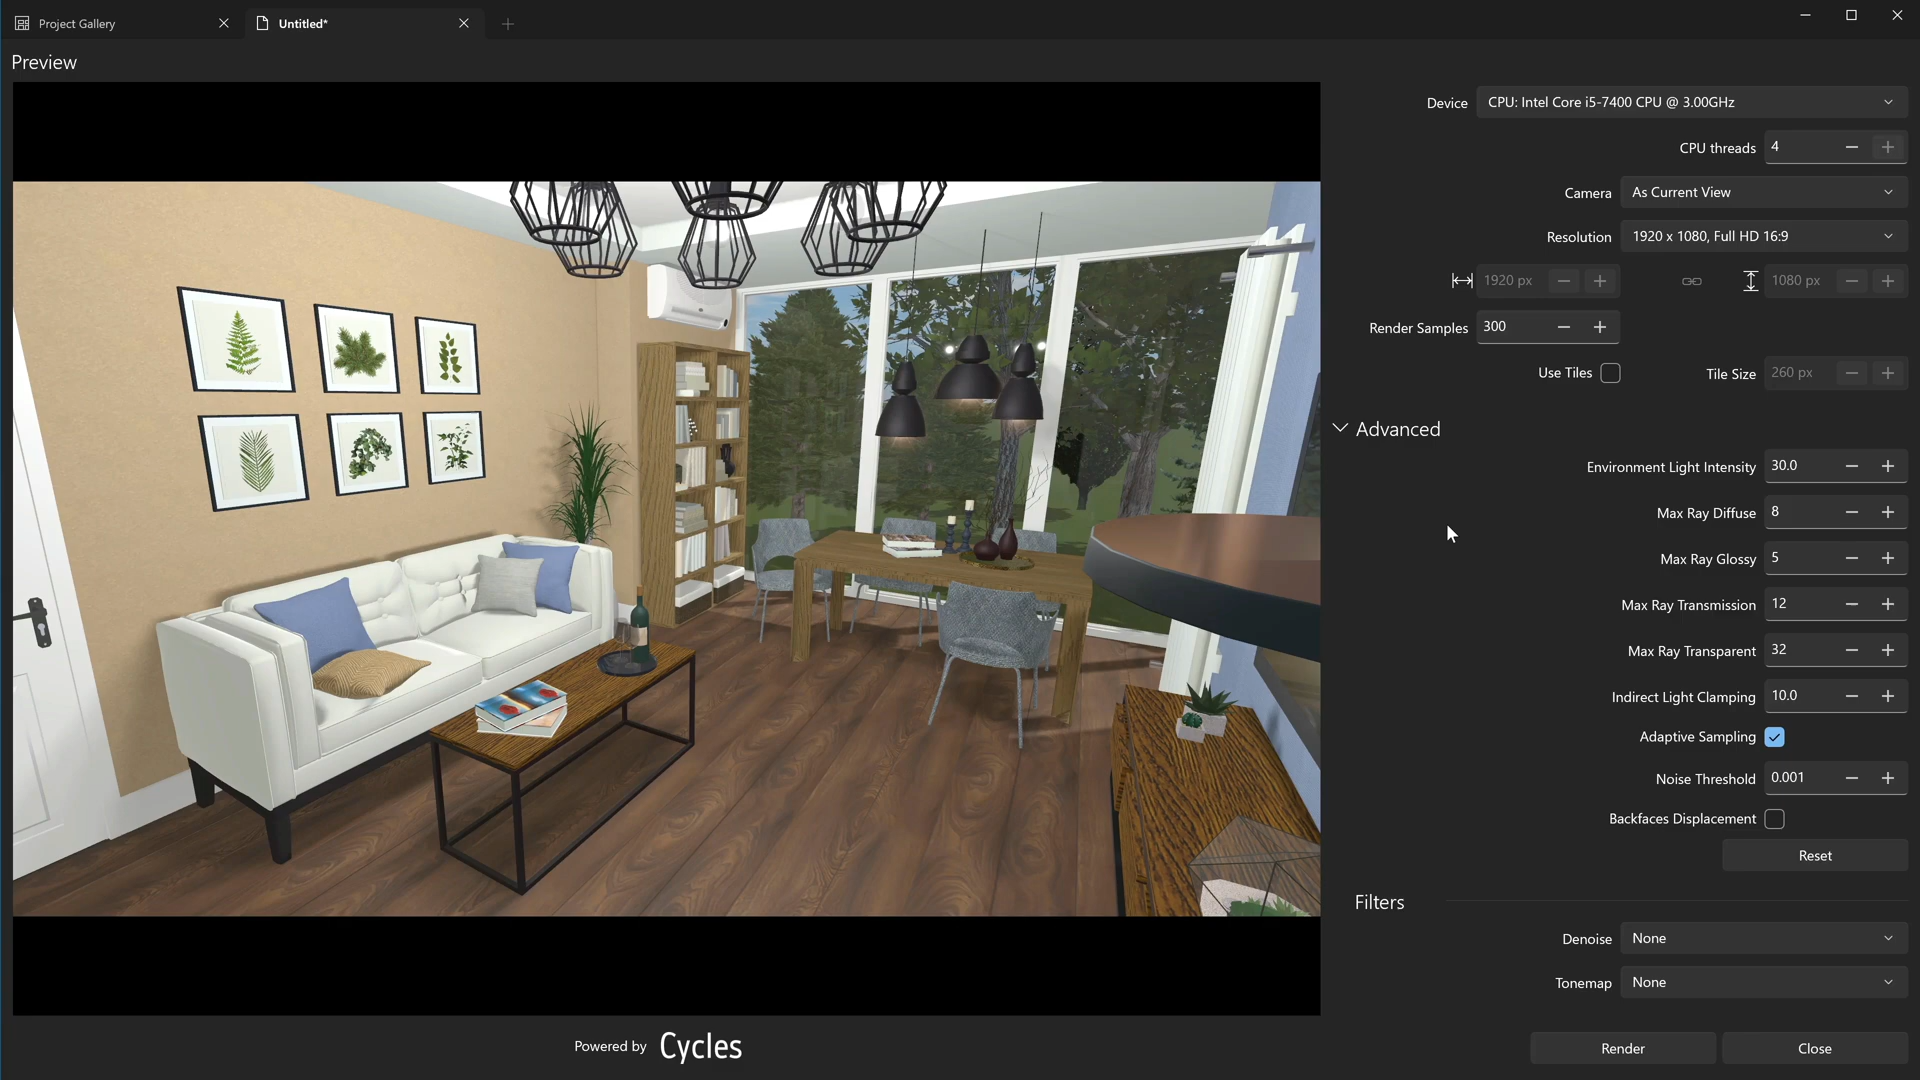 Project Gallery
Untitled*
Preview
Device CPU: Intel Core i5-7400 CPU @ 3.00GHz
CPU threads 4
Camera As Current View
Resolution 1920 x 1080, Full HD 16:9
1920 px 1080 px
Render Samples 300
Use Tiles Tile Size 260 px
Advanced
Environment Light Intensity 30.0
Max Ray Diffuse 8
Max Ray Glossy 5
Max Ray Transmission 12
Max Ray Transparent 32
Indirect Light Clamping 10.0
Adaptive Sampling
Noise Threshold 0.001
Backfaces Displacement
Reset
Filters
Denoise None
Tonemap None
Powered by Cycles
Render Close